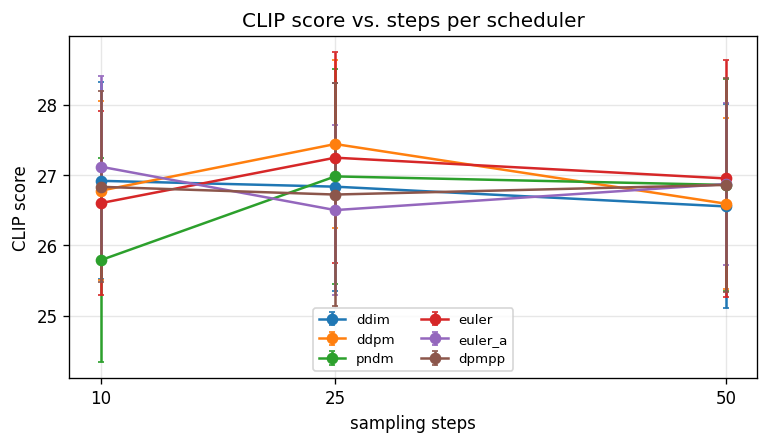 CLIP score vs. steps per scheduler
CLIP score
28
27
26
25
ddim
ddpm
pndm
euler
euler_a
dpmpp
10
25
50
sampling steps